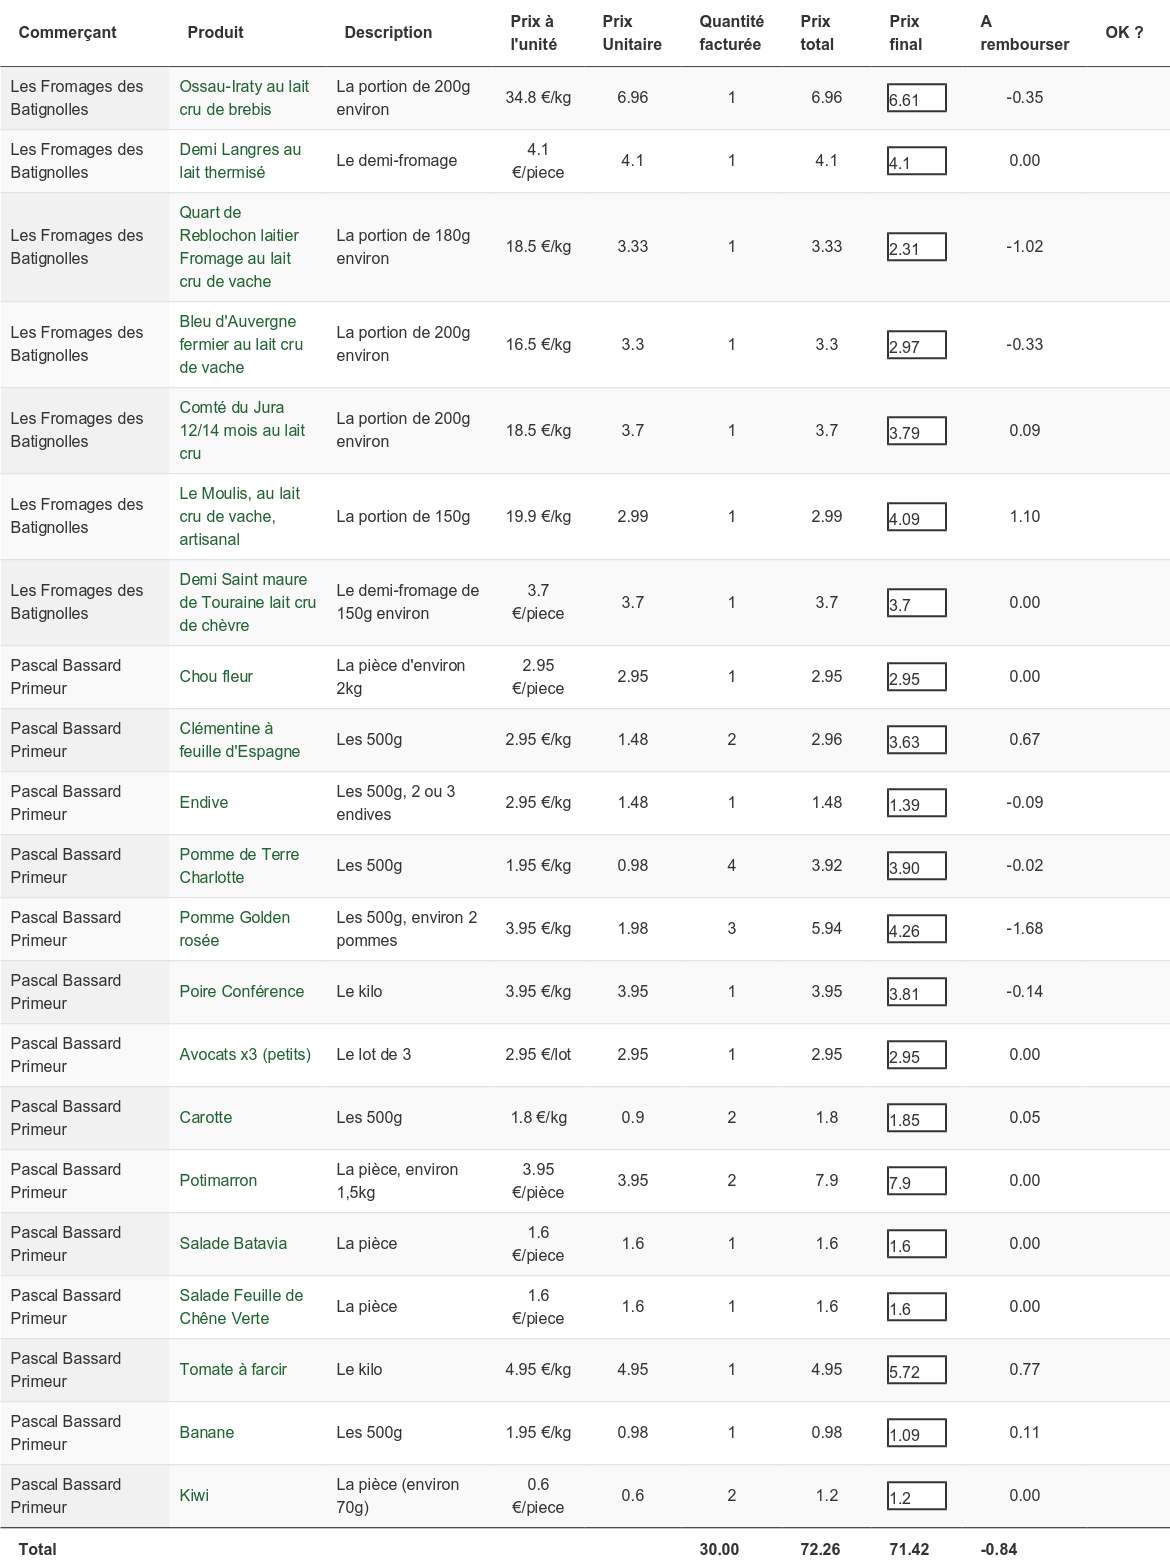 Commerçant Produit Description Prix à l'unité Prix Unitaire Quantité facturée Prix total Prix final A rembourser OK ?
Les Fromages des Batignolles Ossau-Iraty au lait cru de brebis La portion de 200g environ 34.8 €/kg 6.96 1 6.96 6.61 -0.35
Les Fromages des Batignolles Demi Langres au lait thermisé Le demi-fromage 4.1 €/piece 4.1 1 4.1 4.1 0.00
Les Fromages des Batignolles Quart de Reblochon laitier Fromage au lait cru de vache La portion de 180g environ 18.5 €/kg 3.33 1 3.33 2.31 -1.02
Les Fromages des Batignolles Bleu d'Auvergne fermier au lait cru de vache La portion de 200g environ 16.5 €/kg 3.3 1 3.3 2.97 -0.33
Les Fromages des Batignolles Comté du Jura 12/14 mois au lait cru La portion de 200g environ 18.5 €/kg 3.7 1 3.7 3.79 0.09
Les Fromages des Batignolles Le Moulis, au lait cru de vache, artisanal La portion de 150g 19.9 €/kg 2.99 1 2.99 4.09 1.10
Les Fromages des Batignolles Demi Saint maure de Touraine lait cru de chèvre Le demi-fromage de 150g environ 3.7 €/piece 3.7 1 3.7 3.7 0.00
Pascal Bassard Primeur Chou fleur La pièce d'environ 2kg 2.95 €/piece 2.95 1 2.95 2.95 0.00
Pascal Bassard Primeur Clémentine à feuille d'Espagne Les 500g 2.95 €/kg 1.48 2 2.96 3.63 0.67
Pascal Bassard Primeur Endive Les 500g, 2 ou 3 endives 2.95 €/kg 1.48 1 1.48 1.39 -0.09
Pascal Bassard Primeur Pomme de Terre Charlotte Les 500g 1.95 €/kg 0.98 4 3.92 3.90 -0.02
Pascal Bassard Primeur Pomme Golden rosée Les 500g, environ 2 pommes 3.95 €/kg 1.98 3 5.94 4.26 -1.68
Pascal Bassard Primeur Poire Conférence Le kilo 3.95 €/kg 3.95 1 3.95 3.81 -0.14
Pascal Bassard Primeur Avocats x3 (petits) Le lot de 3 2.95 €/lot 2.95 1 2.95 2.95 0.00
Pascal Bassard Primeur Carotte Les 500g 1.8 €/kg 0.9 2 1.8 1.85 0.05
Pascal Bassard Primeur Potimarron La pièce, environ 1,5kg 3.95 €/pièce 3.95 2 7.9 7.9 0.00
Pascal Bassard Primeur Salade Batavia La pièce 1.6 €/piece 1.6 1 1.6 1.6 0.00
Pascal Bassard Primeur Salade Feuille de Chêne Verte La pièce 1.6 €/piece 1.6 1 1.6 1.6 0.00
Pascal Bassard Primeur Tomate à farcir Le kilo 4.95 €/kg 4.95 1 4.95 5.72 0.77
Pascal Bassard Primeur Banane Les 500g 1.95 €/kg 0.98 1 0.98 1.09 0.11
Pascal Bassard Primeur Kiwi La pièce (environ 70g) 0.6 €/piece 0.6 2 1.2 1.2 0.00
Total 30.00 72.26 71.42 -0.84